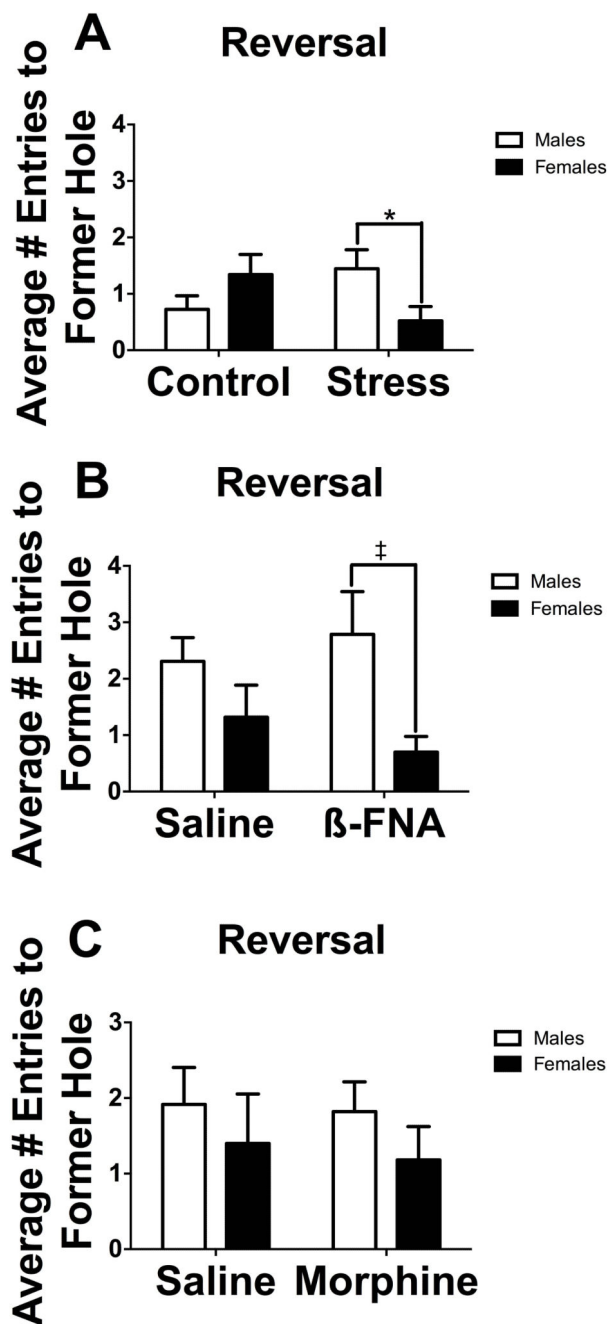 A
Reversal
Average # Entries to
Former Hole
4
3
2
1
0
Males
Females
*
Control
Stress
B
Reversal
Average # Entries to
Former Hole
4
3
2
1
0
Males
Females
‡
Saline
ß-FNA
C
Reversal
Average # Entries to
Former Hole
3
2
1
0
Males
Females
Saline
Morphine